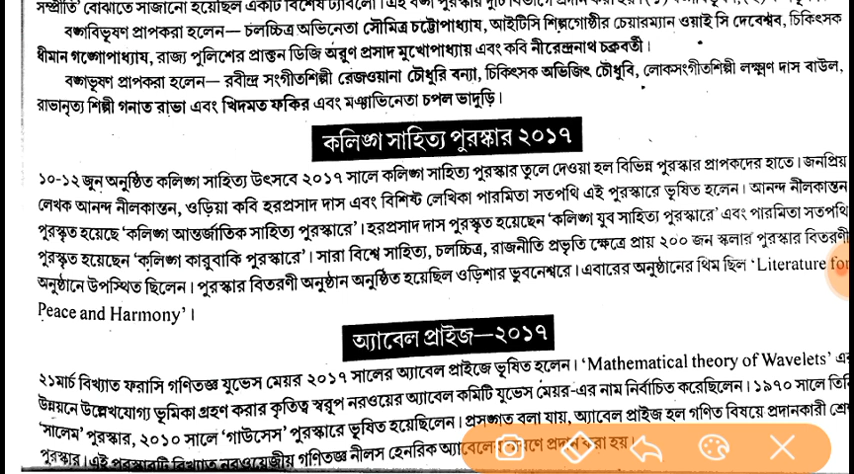 সম্প্রীতি' বোঝাতে সাজানো হয়েছিল একটি বিশেষ ট্যাবলো। এই বঙ্গ
বঙ্গবিভূষণ প্রাপকরা হলেন— চলচ্চিত্র অভিনেতা সৌমিত্র চট্টোপাধ্যায়, আইটিসি শিল্পগোষ্ঠীর চেয়ারম্যান ওয়াই সি দেবেশ্বর, চিকিৎসক
ধীমান গঙ্গোপাধ্যায়, রাজ্য পুলিশের প্রাক্তন ডিজি অরুণ প্রসাদ মুখোপাধ্যায় এবং কবি নীরেন্দ্রনাথ চক্রবর্তী।
বঙ্গভূষণ প্রাপকরা হলেন— রবীন্দ্র সংগীতশিল্পী রেজওয়ানা চৌধুরি বন্যা, চিকিৎসক অভিজিৎ চৌধুরি, লোকসংগীতশিল্পী লক্ষ্মণ দাস বাউল,
রাভানৃত্য শিল্পী গনাত রাভা এবং খিদমত ফকির এবং মঞ্চাভিনেতা চপল ভাদুড়ি।
কলিঙ্গ সাহিত্য পুরস্কার ২০১৭
১০-১২ জুন অনুষ্ঠিত কলিঙ্গ সাহিত্য উৎসবে ২০১৭ সালে কলিঙ্গ সাহিত্য পুরস্কার তুলে দেওয়া হল বিভিন্ন পুরস্কার প্রাপকদের হাতে। জনপ্রিয়
লেখক আনন্দ নীলকান্তন, ওড়িয়া কবি হরপ্রসাদ দাস এবং বিশিষ্ট লেখিকা পারমিতা সতপথি এই পুরস্কারে ভূষিত হলেন। আনন্দ নীলকান্তন
পুরস্কৃত হয়েছে 'কলিঙ্গ আন্তর্জাতিক সাহিত্য পুরস্কারে'। হরপ্রসাদ দাস পুরস্কৃত হয়েছেন 'কলিঙ্গ যুব সাহিত্য পুরস্কারে' এবং পারমিতা সতপথি
পুরস্কৃত হয়েছেন 'কলিঙ্গ কারুবাকি পুরস্কারে'। সারা বিশ্বে সাহিত্য, চলচ্চিত্র, রাজনীতি প্রভৃতি ক্ষেত্রে প্রায় ২০০ জন স্কলার পুরস্কার বিতরণী
অনুষ্ঠানে উপস্থিত ছিলেন। পুরস্কার বিতরণী অনুষ্ঠান অনুষ্ঠিত হয়েছিল ওড়িশার ভুবনেশ্বরে। এবারের অনুষ্ঠানের থিম ছিল 'Literature for
Peace and Harmony'।
অ্যাবেল প্রাইজ—২০১৭
২১মার্চ বিখ্যাত ফরাসি গণিতজ্ঞ য়ুভেস মেয়র ২০১৭ সালের অ্যাবেল প্রাইজে ভূষিত হলেন। 'Mathematical theory of Wavelets' এর
উন্নয়নে উল্লেখযোগ্য ভূমিকা গ্রহণ করার কৃতিত্ব স্বরূপ নরওয়ের অ্যাবেল কমিটি য়ুভেস মেয়র-এর নাম নির্বাচিত করেছিলেন। ১৯৭০ সালে তিনি
'সালেম' পুরস্কার, ২০১০ সালে 'গাউসেস' পুরস্কারে ভূষিত হয়েছিলেন। প্রসঙ্গত বলা যায়, অ্যাবেল প্রাইজ হল গণিত বিষয়ে প্রদানকারী
পুরস্কার। এই পুরস্কারটি বিখ্যাত নরওয়েজীয় গণিতজ্ঞ নীলস হেনরিক অ্যাবেলের প্রদান করা হয়।